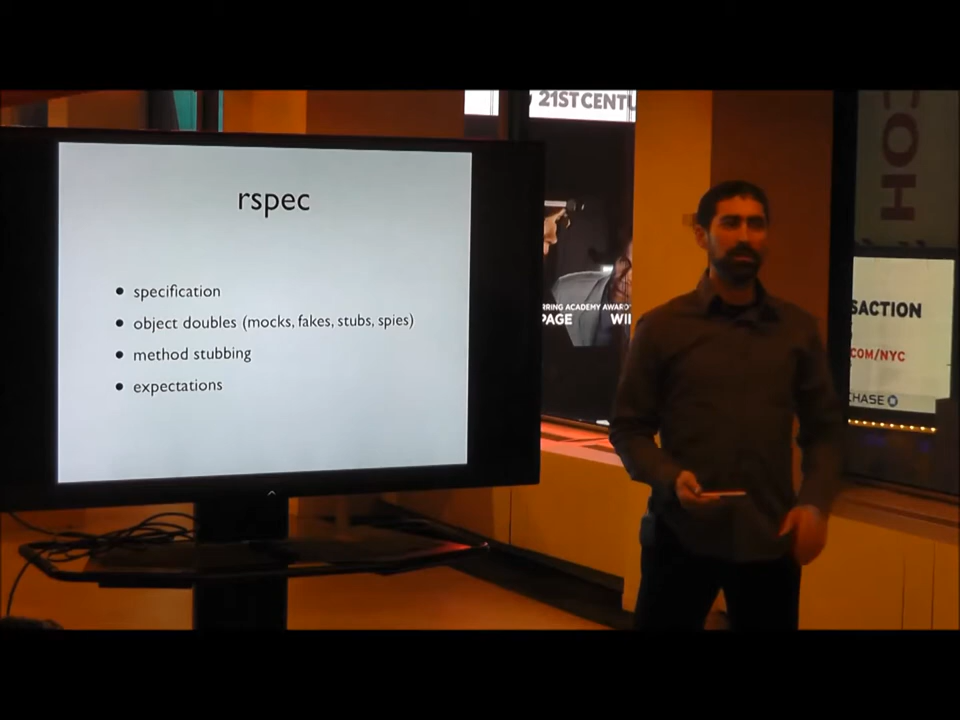 21ST CENTU
rspec
specification
object doubles (mocks, fakes, stubs, spies)
method stubbing
expectations
RRING ACADEMY AWARD
PAGE WI
COH
SACTION
COM/NYC
CHASE